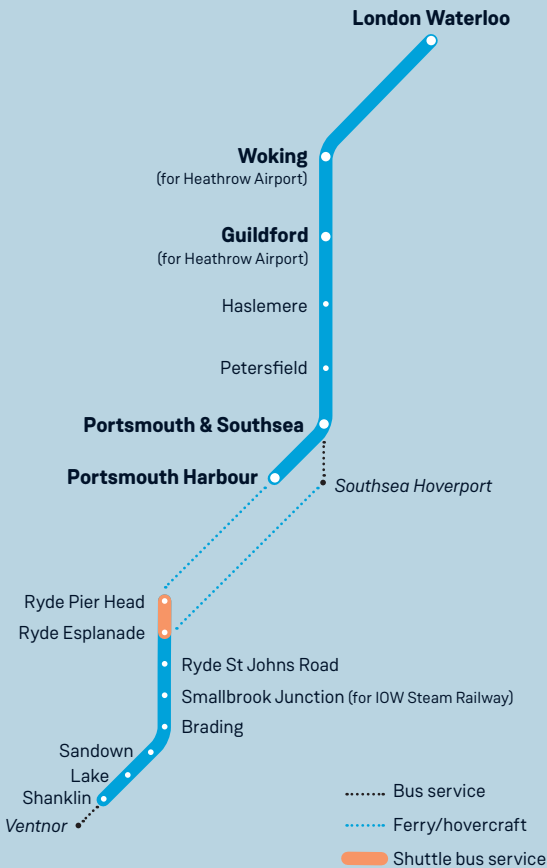 London Waterloo
Woking
(for Heathrow Airport)
Guildford
(for Heathrow Airport)
Haslemere
Petersfield
Portsmouth & Southsea
Portsmouth Harbour
Southsea Hoverport
Ryde Pier Head
Ryde Esplanade
Ryde St Johns Road
Smallbrook Junction (for IOW Steam Railway)
Brading
Sandown
Lake
Shanklin
Ventnor
Bus service
Ferry/hovercraft
Shuttle bus service